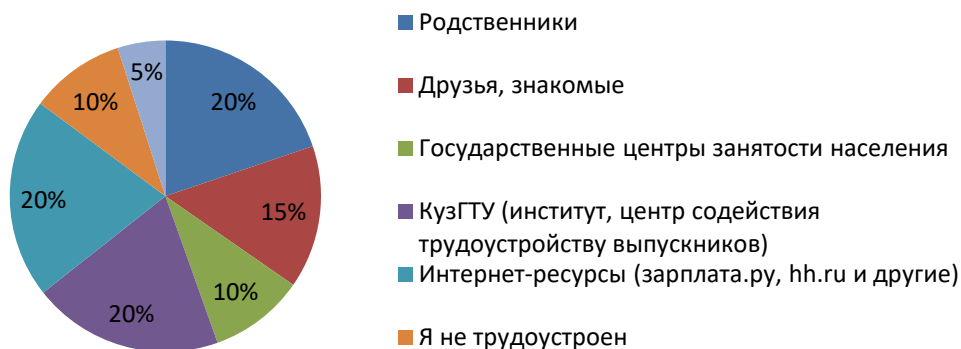 5%
20%
15%
10%
20%
20%
10%
Родственники
Друзья, знакомые
Государственные центры занятости населения
КузГТУ (институт, центр содействия
трудоустройству выпускников)
Интернет-ресурсы (зарплата.ру, hh.ru и другие)
Я не трудоустроен